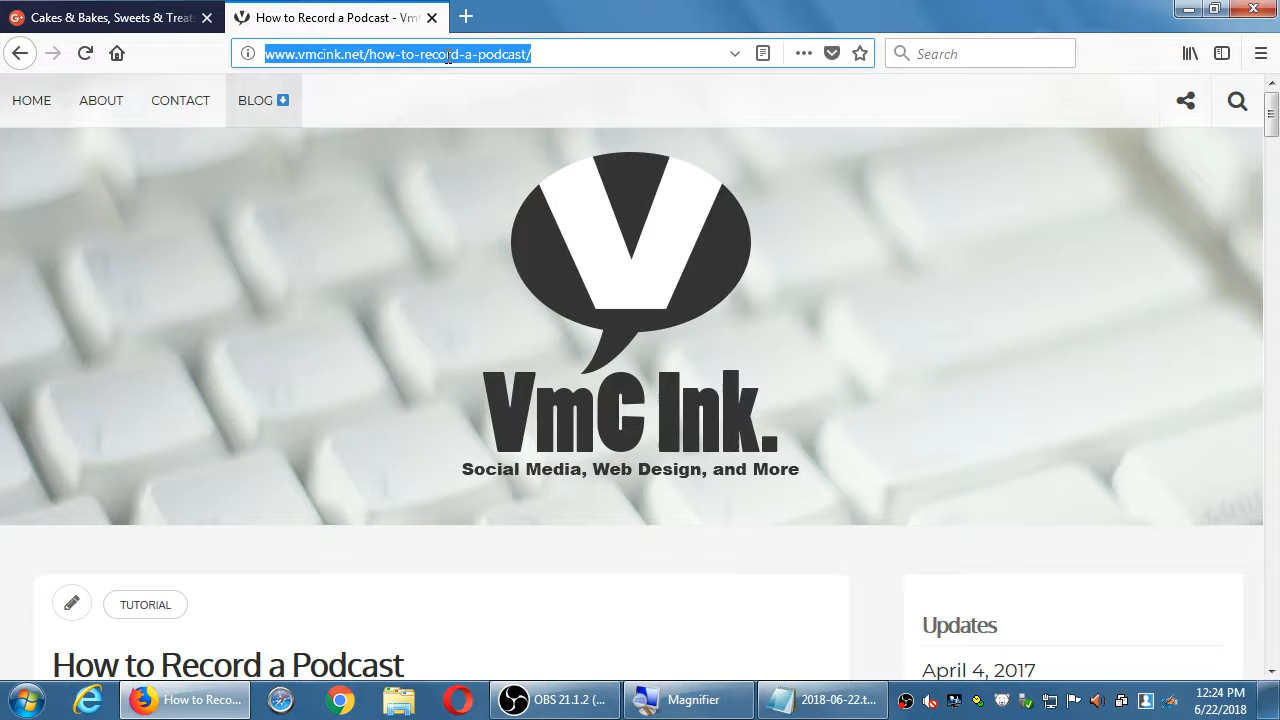 Cakes & Bakes, Sweets & Treat
How to Record a Podcast - Vm
www.vmcink.net/how-to-record-a-podcast/
Search
HOME ABOUT CONTACT BLOG
V
VmC Ink.
Social Media, Web Design, and More
TUTORIAL
How to Record a Podcast
Updates
April 4, 2017
How to Reco...
OBS 21.1.2 (...
Magnifier
2018-06-22.t...
12:24 PM
6/22/2018